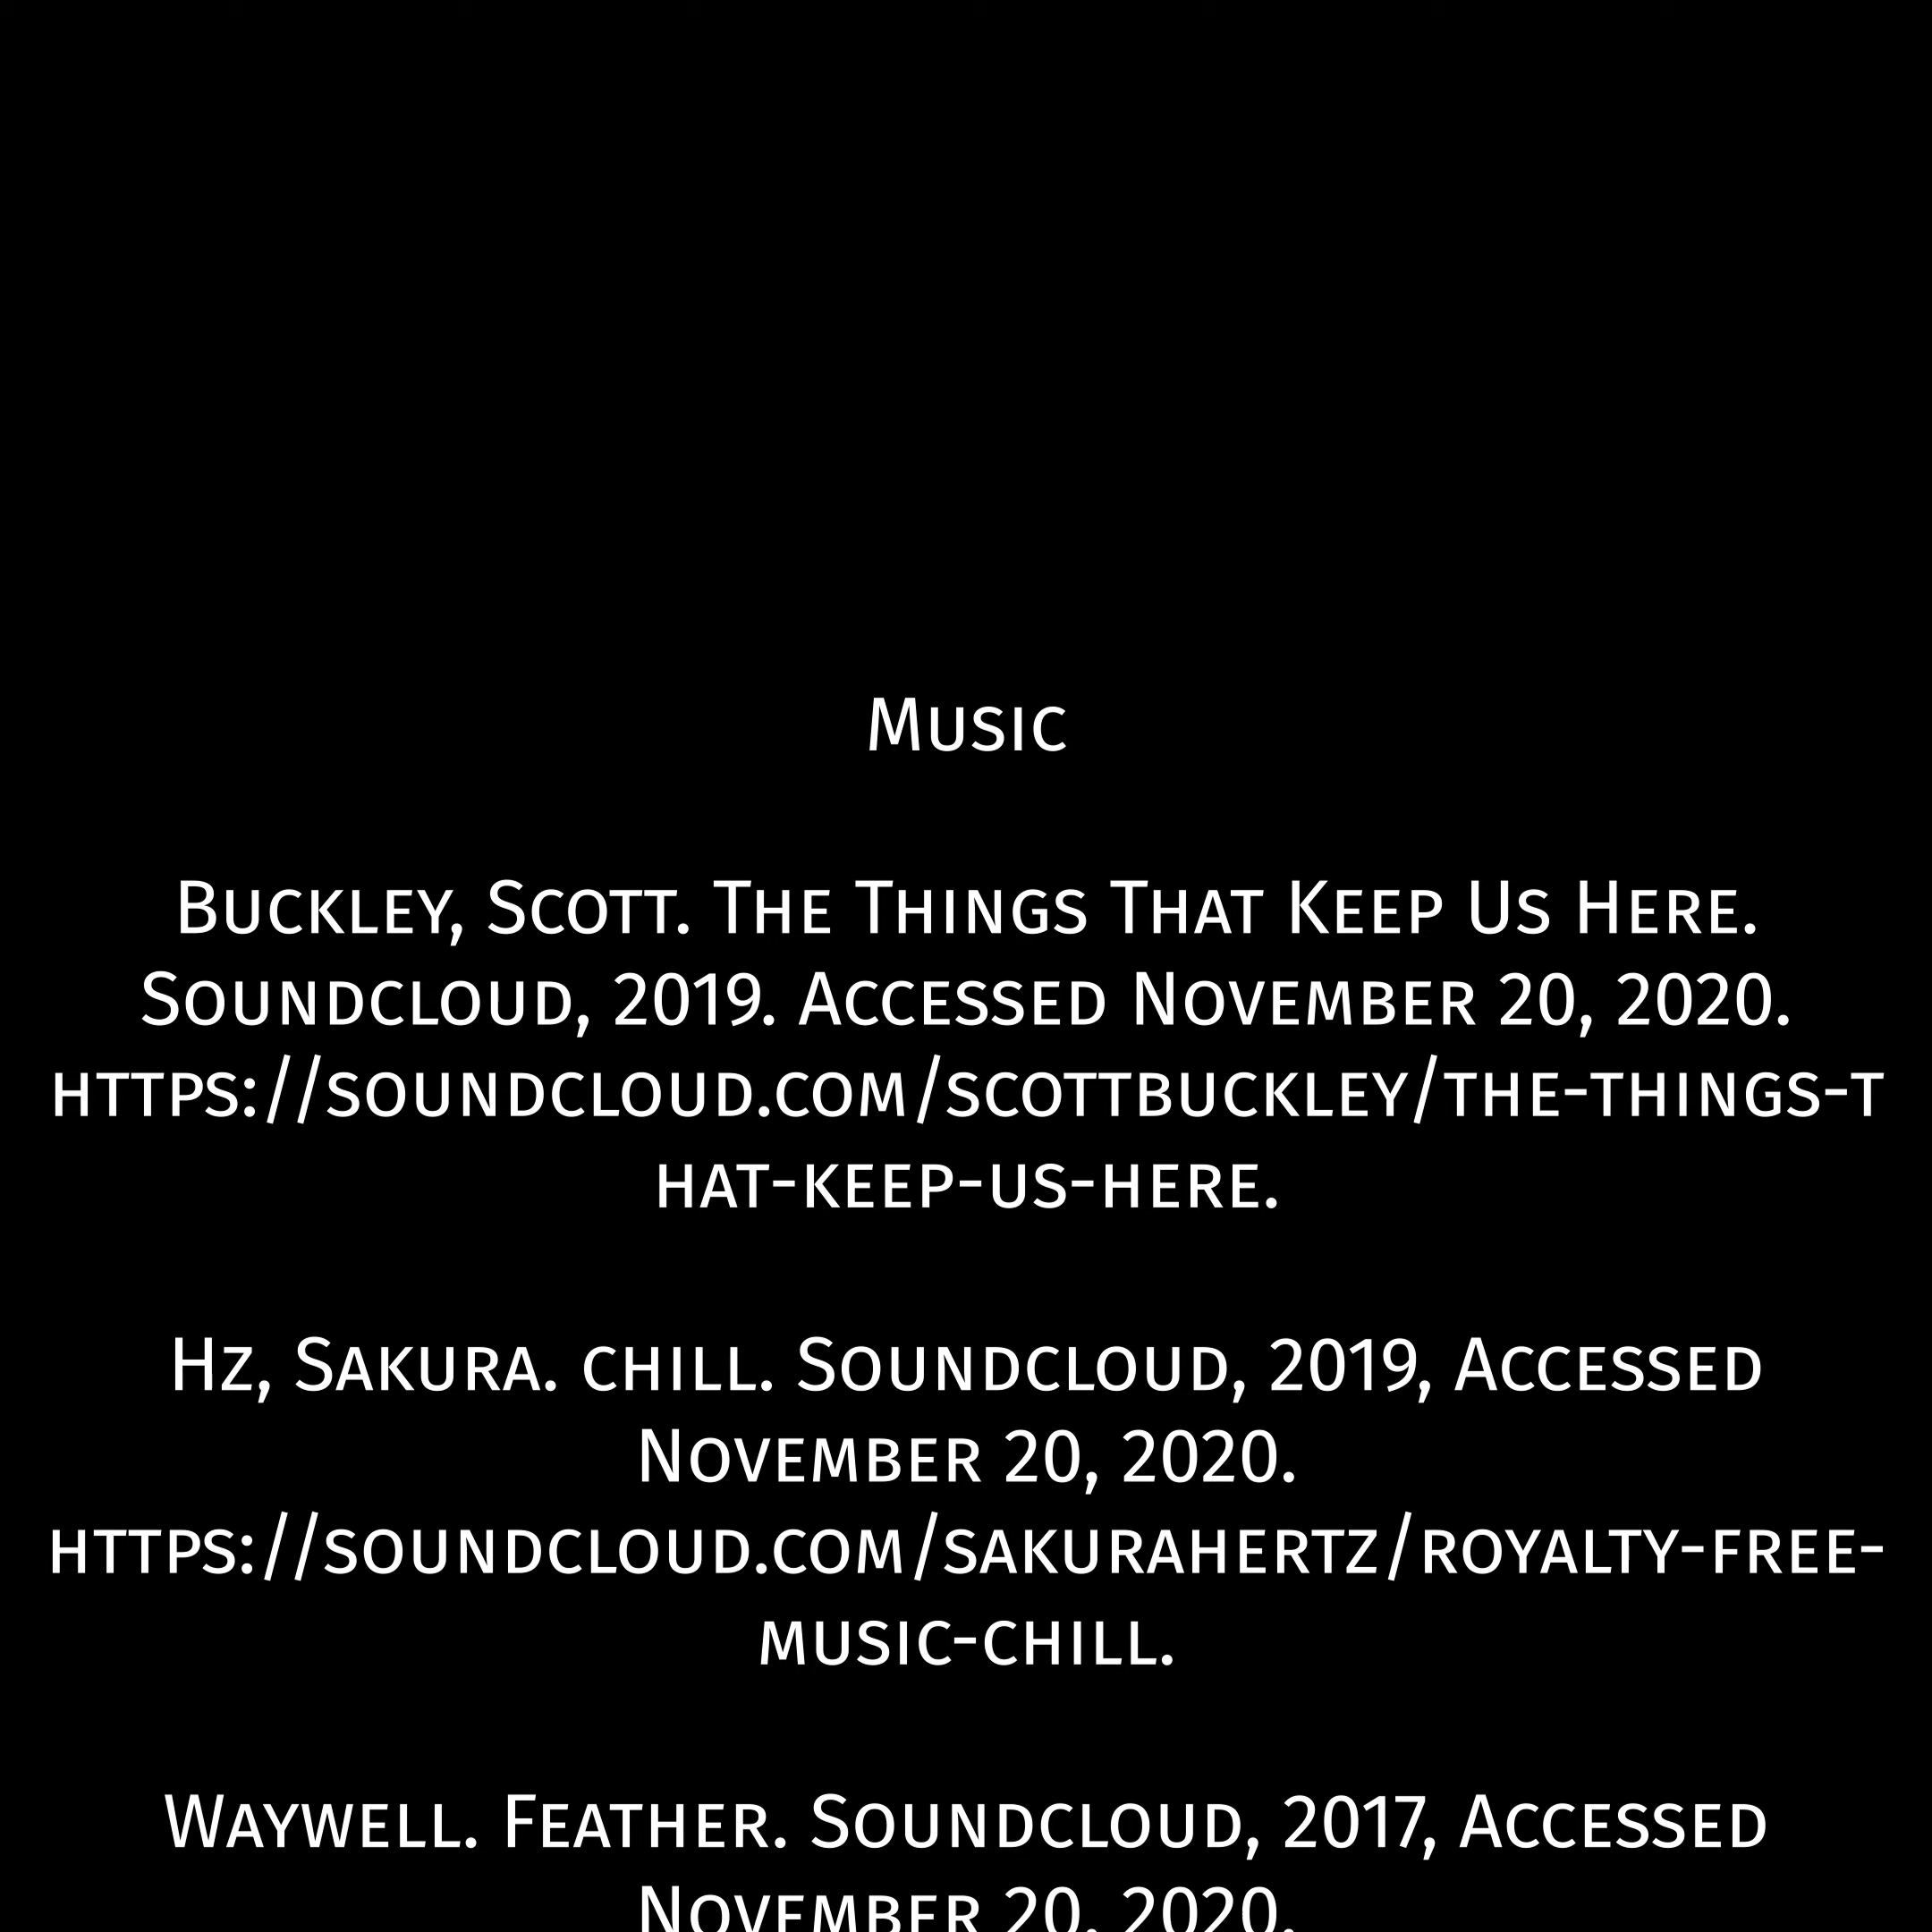 Music
Buckley, Scott. The Things That Keep Us Here.
Soundcloud, 2019. Accessed November 20, 2020.
https://soundcloud.com/scottbuckley/the-things-t
hat-keep-us-here.
Hz, Sakura. chill. Soundcloud, 2019, Accessed
November 20, 2020.
https://soundcloud.com/sakurahertz/royalty-free-
music-chill.
Waywell. Feather. Soundcloud, 2017, Accessed
November 20, 2020.